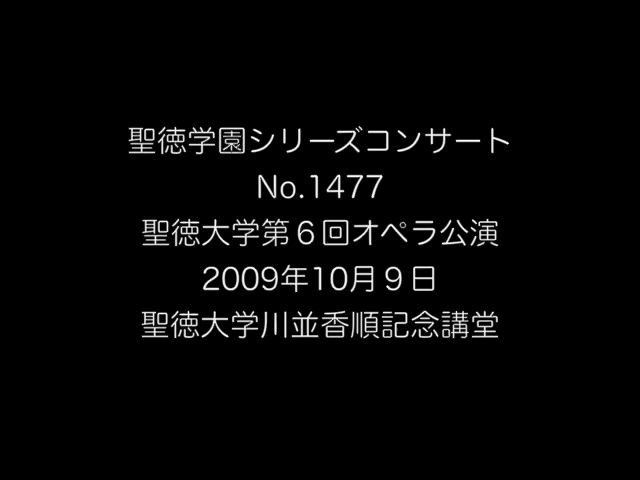 聖徳学園シリーズコンサート
No.1477
聖徳大学第６回オペラ公演
2009年10月９日
聖徳大学川並香順記念講堂